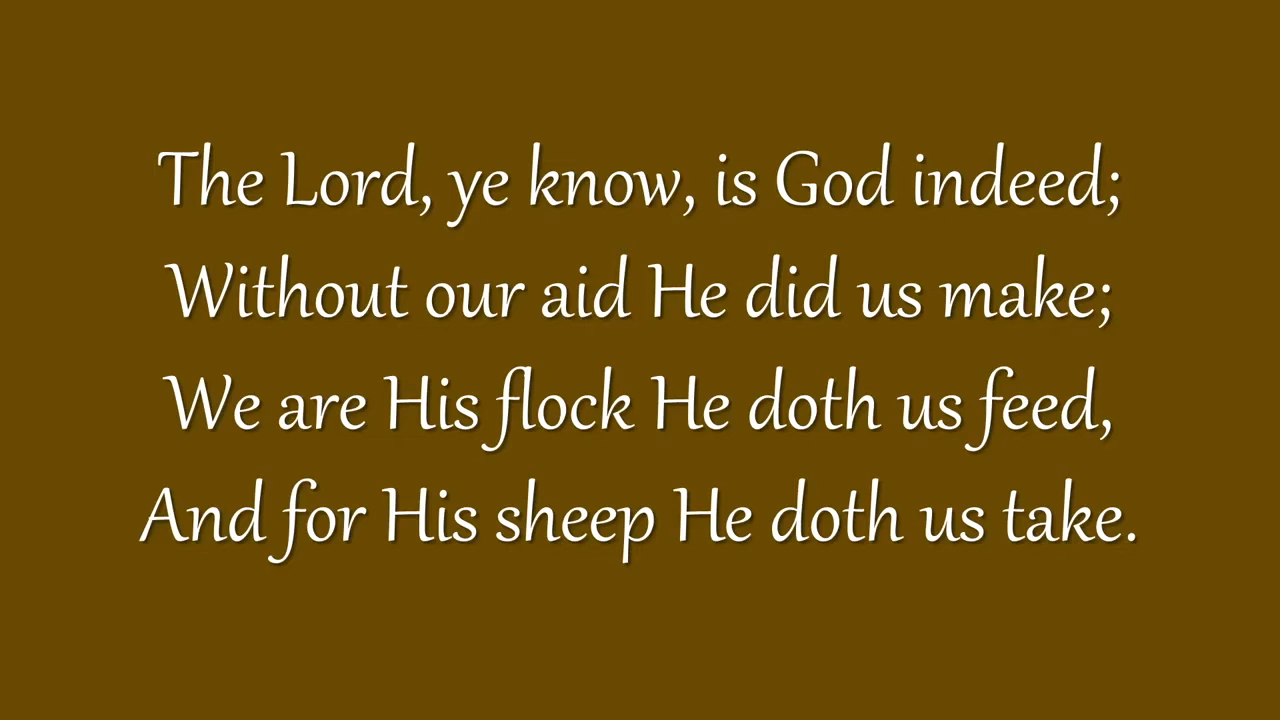 The Lord, ye know, is God indeed;
Without our aid He did us make;
We are His flock He doth us feed,
And for His sheep He doth us take.